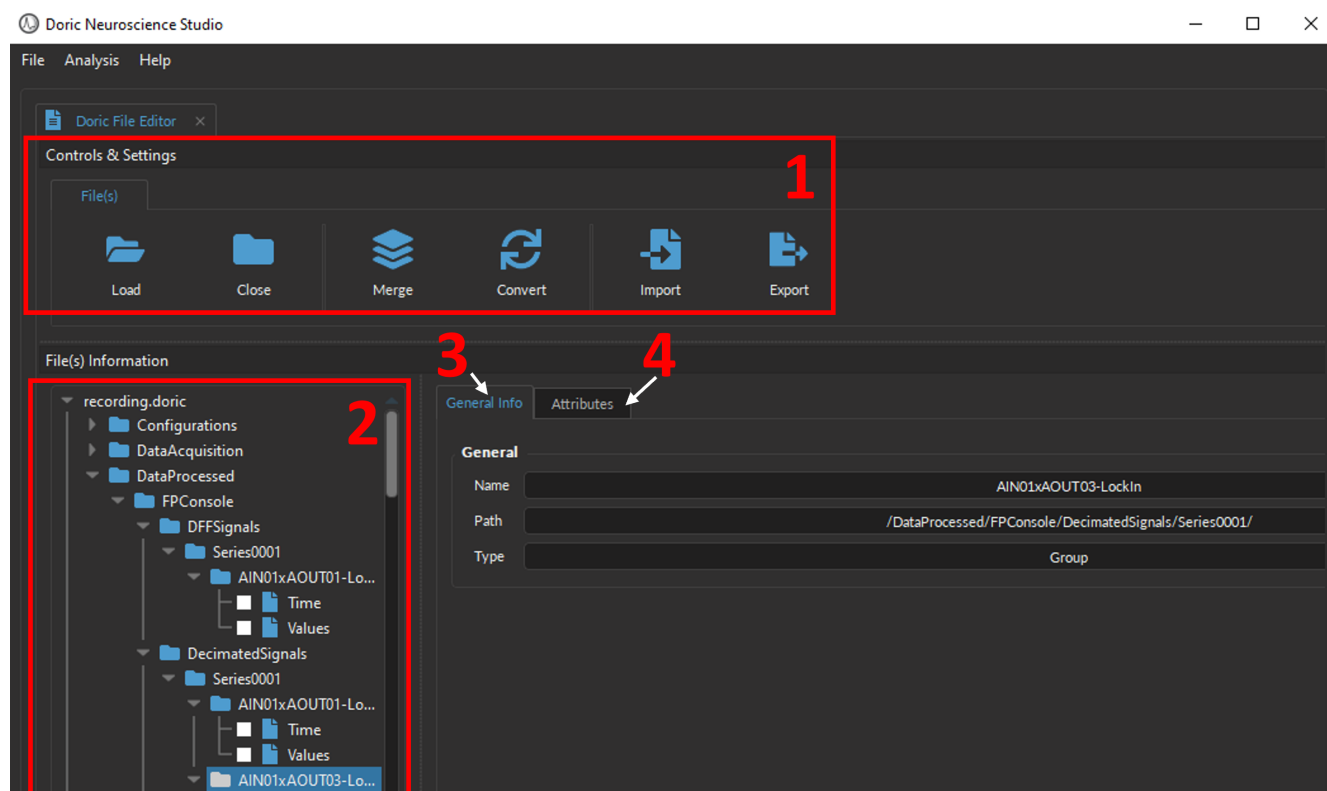 Doric Neuroscience Studio
File Analysis Help
Doric File Editor
Controls & Settings
1
File(s)
Load Close Merge Convert Import Export
3 4
File(s) Information
2
General Info Attributes
recording.doric
Configurations
DataAcquisition
DataProcessed
FPConsole
DFFSignals
Series0001
AIN01xAOUT01-Lo...
Time
Values
DecimatedSignals
Series0001
AIN01xAOUT01-Lo...
Time
Values
AIN01xAOUT03-Lo...
General
Name AIN01xAOUT03-LockIn
Path /DataProcessed/FPConsole/DecimatedSignals/Series0001/
Type Group